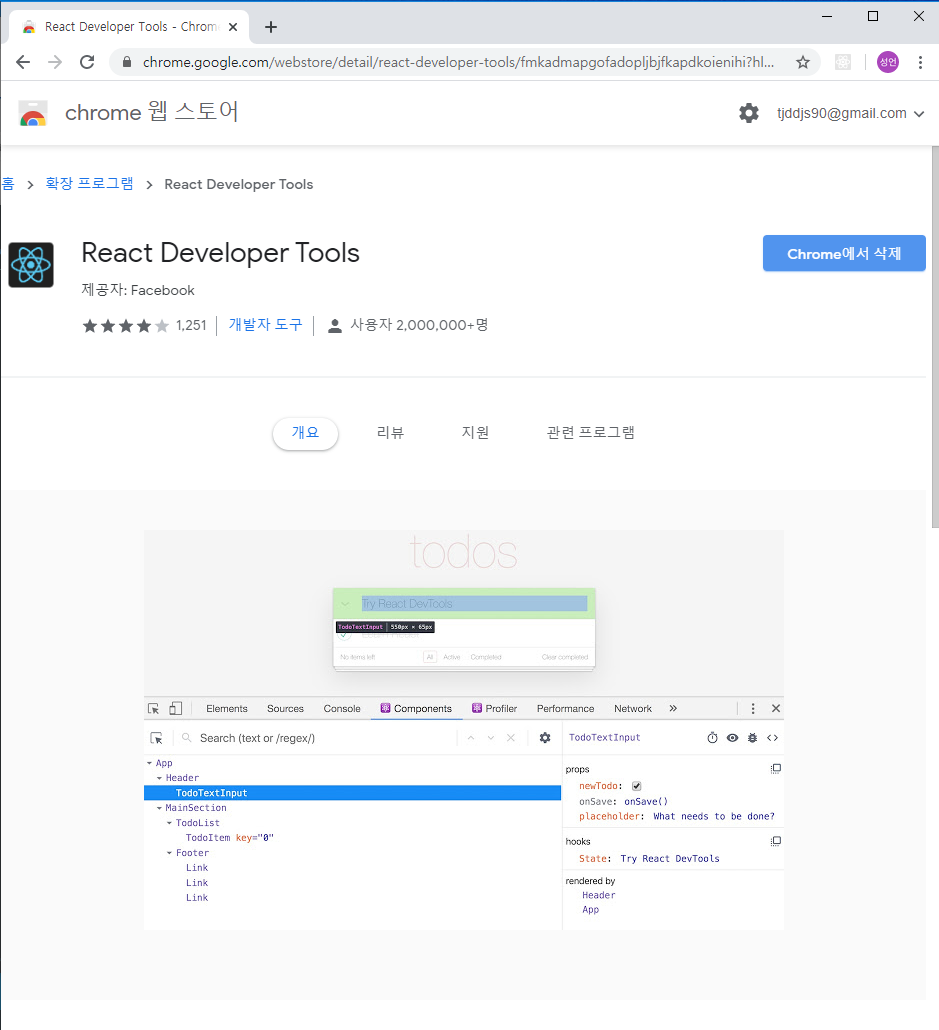 React Developer Tools - Chrom
chrome.google.com/webstore/detail/react-developer-tools/fmkadmapgofadopljbjfkapdkoienihi?hl...
성언
chrome 웹 스토어
tjddjs90@gmail.com
홈 > 확장 프로그램 > React Developer Tools
React Developer Tools
Chrome에서 삭제
제공자: Facebook
1,251 개발자 도구 사용자 2,000,000+명
개요 리뷰 지원 관련 프로그램
todos
Try React DevTools
TodoTextInput 550px × 65px
No items left All Active Completed Clear completed
Elements Sources Console Components Profiler Performance Network »
Search (text or /regex/) TodoTextInput
App
Header
TodoTextInput
MainSection
TodoList
TodoItem key="0"
Footer
Link
Link
Link
props
newTodo:
onSave: onSave()
placeholder: What needs to be done?
hooks
State: Try React DevTools
rendered by
Header
App